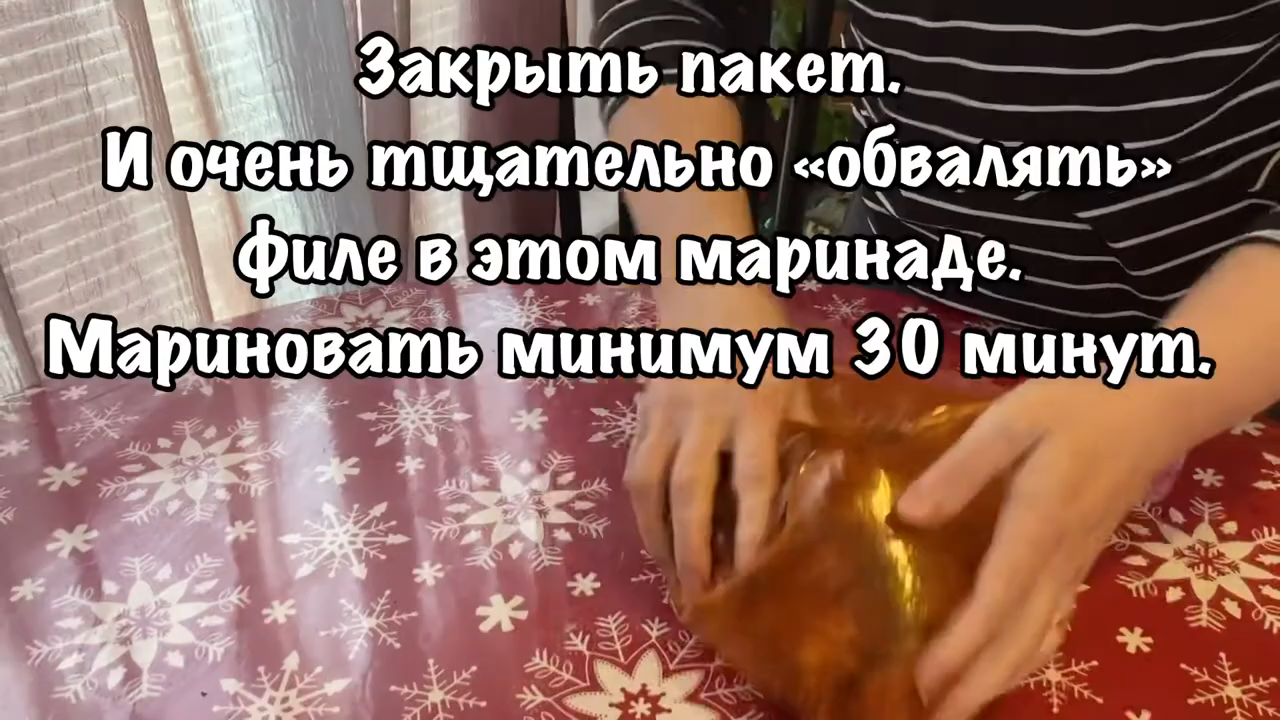 Закрыть пакет.
И очень тщательно «обвалять»
филе в этом маринаде.
Мариновать минимум 30 минут.